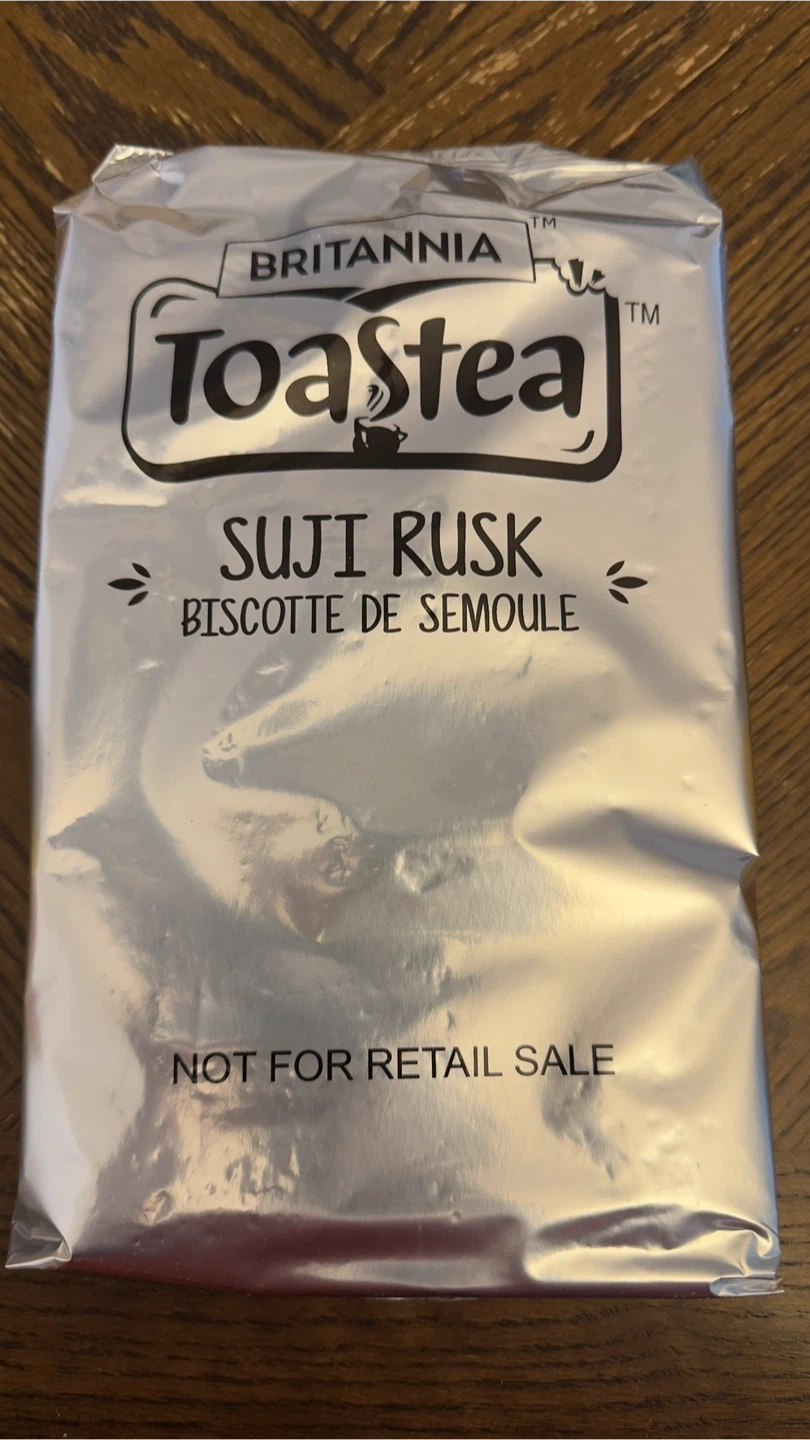 BRITANNIA
TM
Toastea
TM
SUJI RUSK
BISCOTTE DE SEMOULE
NOT FOR RETAIL SALE